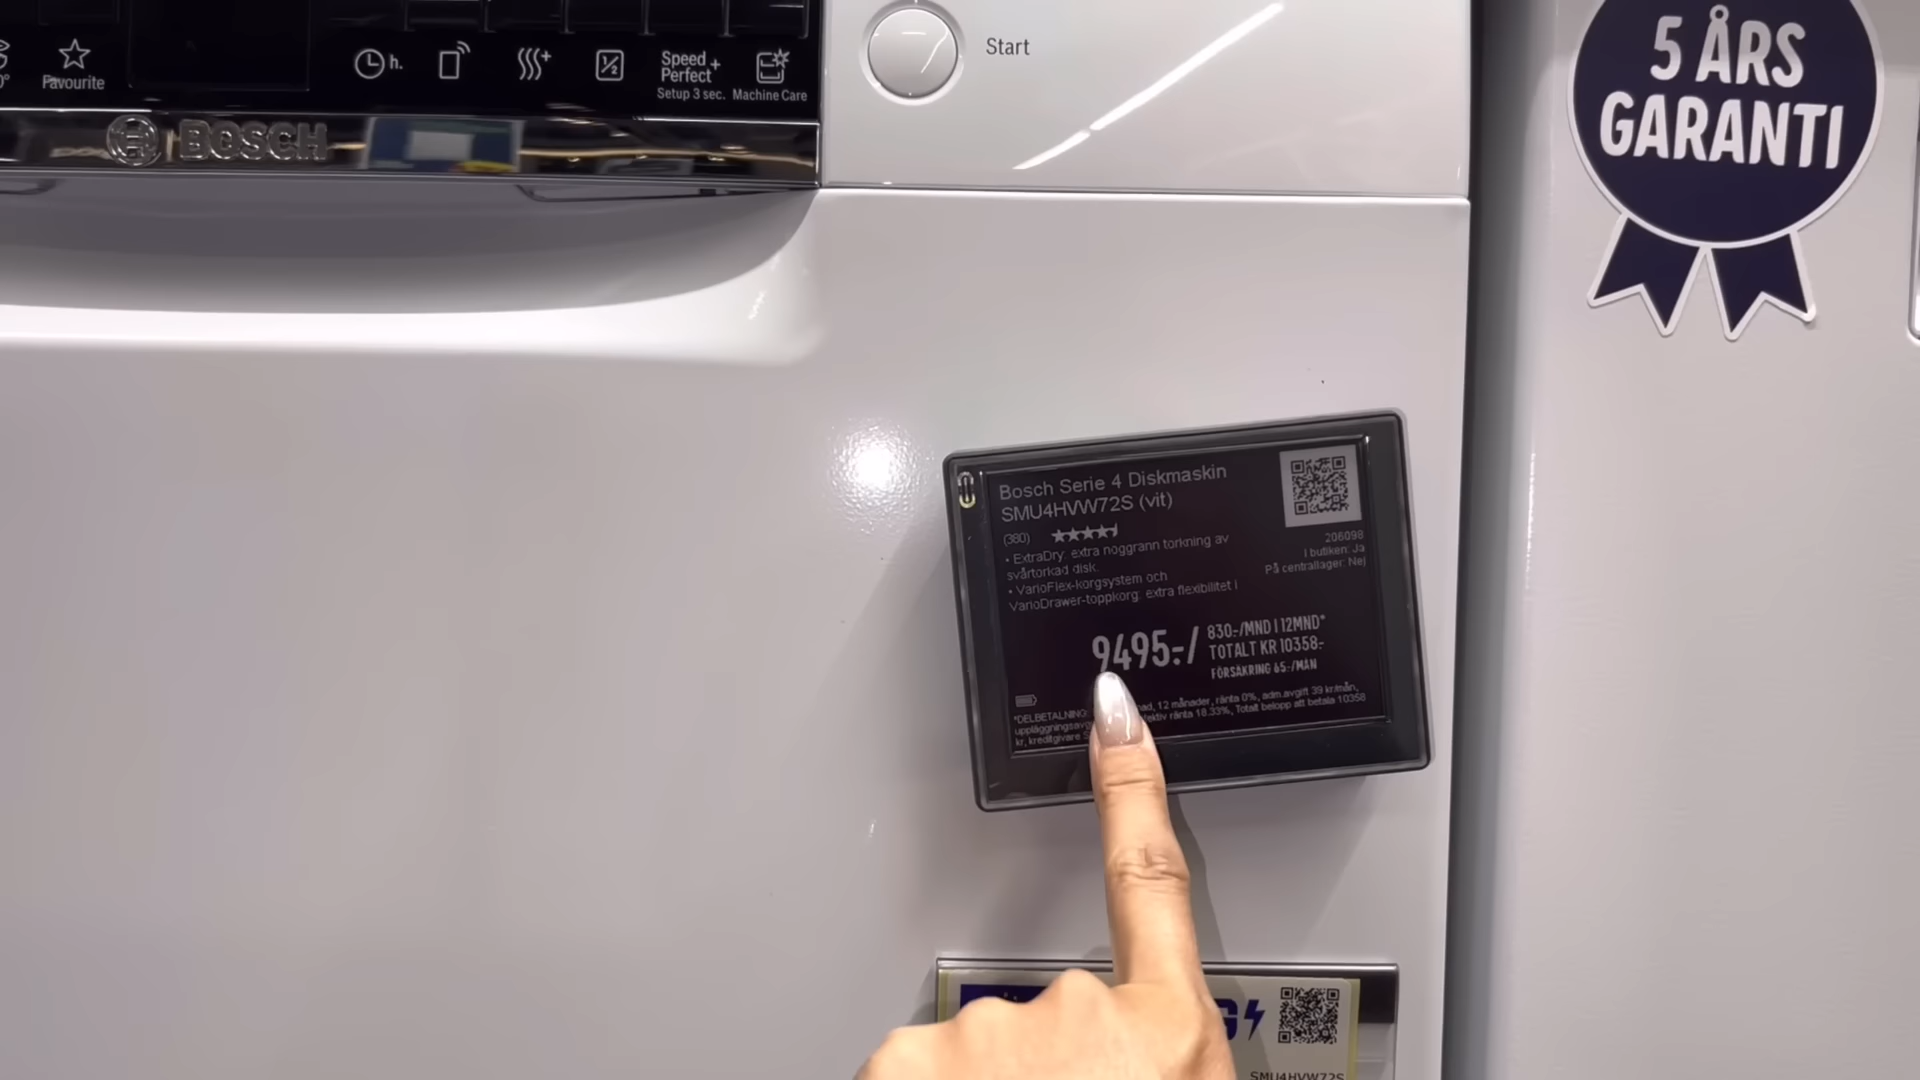 Favourite
h.
1/2
Speed +
Perfect
Setup 3 sec.
Machine Care
Start
BOSCH
5 ÅRS
GARANTI
Bosch Serie 4 Diskmaskin
SMU4HVW72S (vit)
(380)
• ExtraDry: extra noggrann torkning av
svårtorkad disk.
• VarioFlex-korgsystem och
VarioDrawer-toppkorg: extra flexibilitet i
206098
I butiken: Ja
På centrallager: Nej
9495:-/
830:-/MND I 12MND*
TOTALT KR 10358:-
FÖRSÄKRING 65:-/MÅN
*DELBETALNING: 12 månader, ränta 0%, adm.avgift 39 kr/mån,
ränta 18.33%, Totalt belopp att betala 10358
kr, kreditgivare
SMU4HVW72S